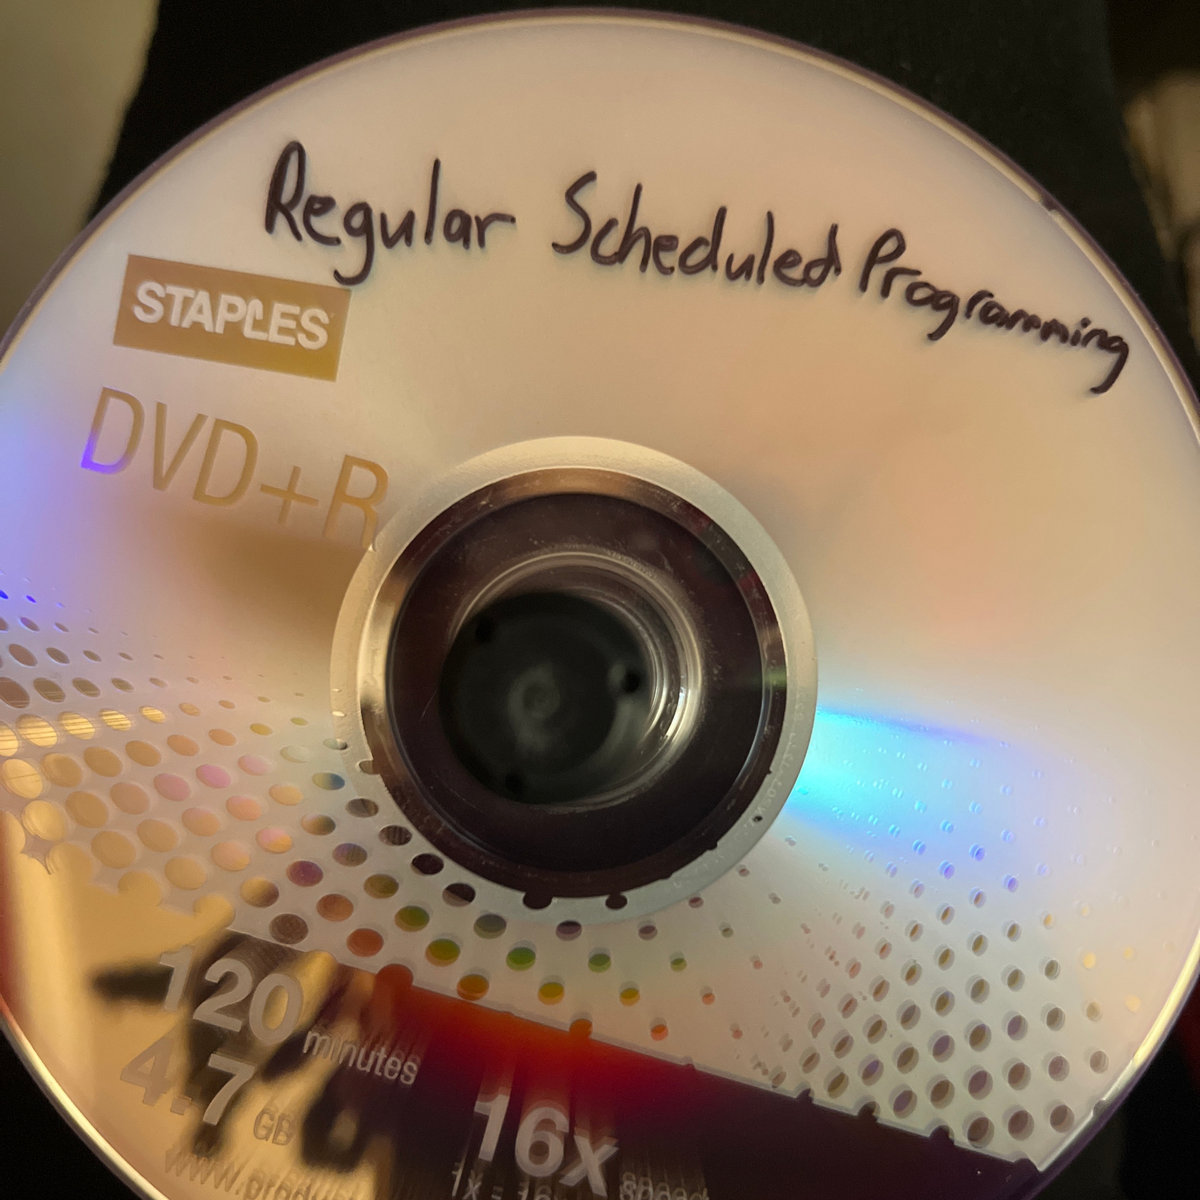 Regular Scheduled Programming
STAPLES
DVD+R
120 minutes
4.7 GB
16x